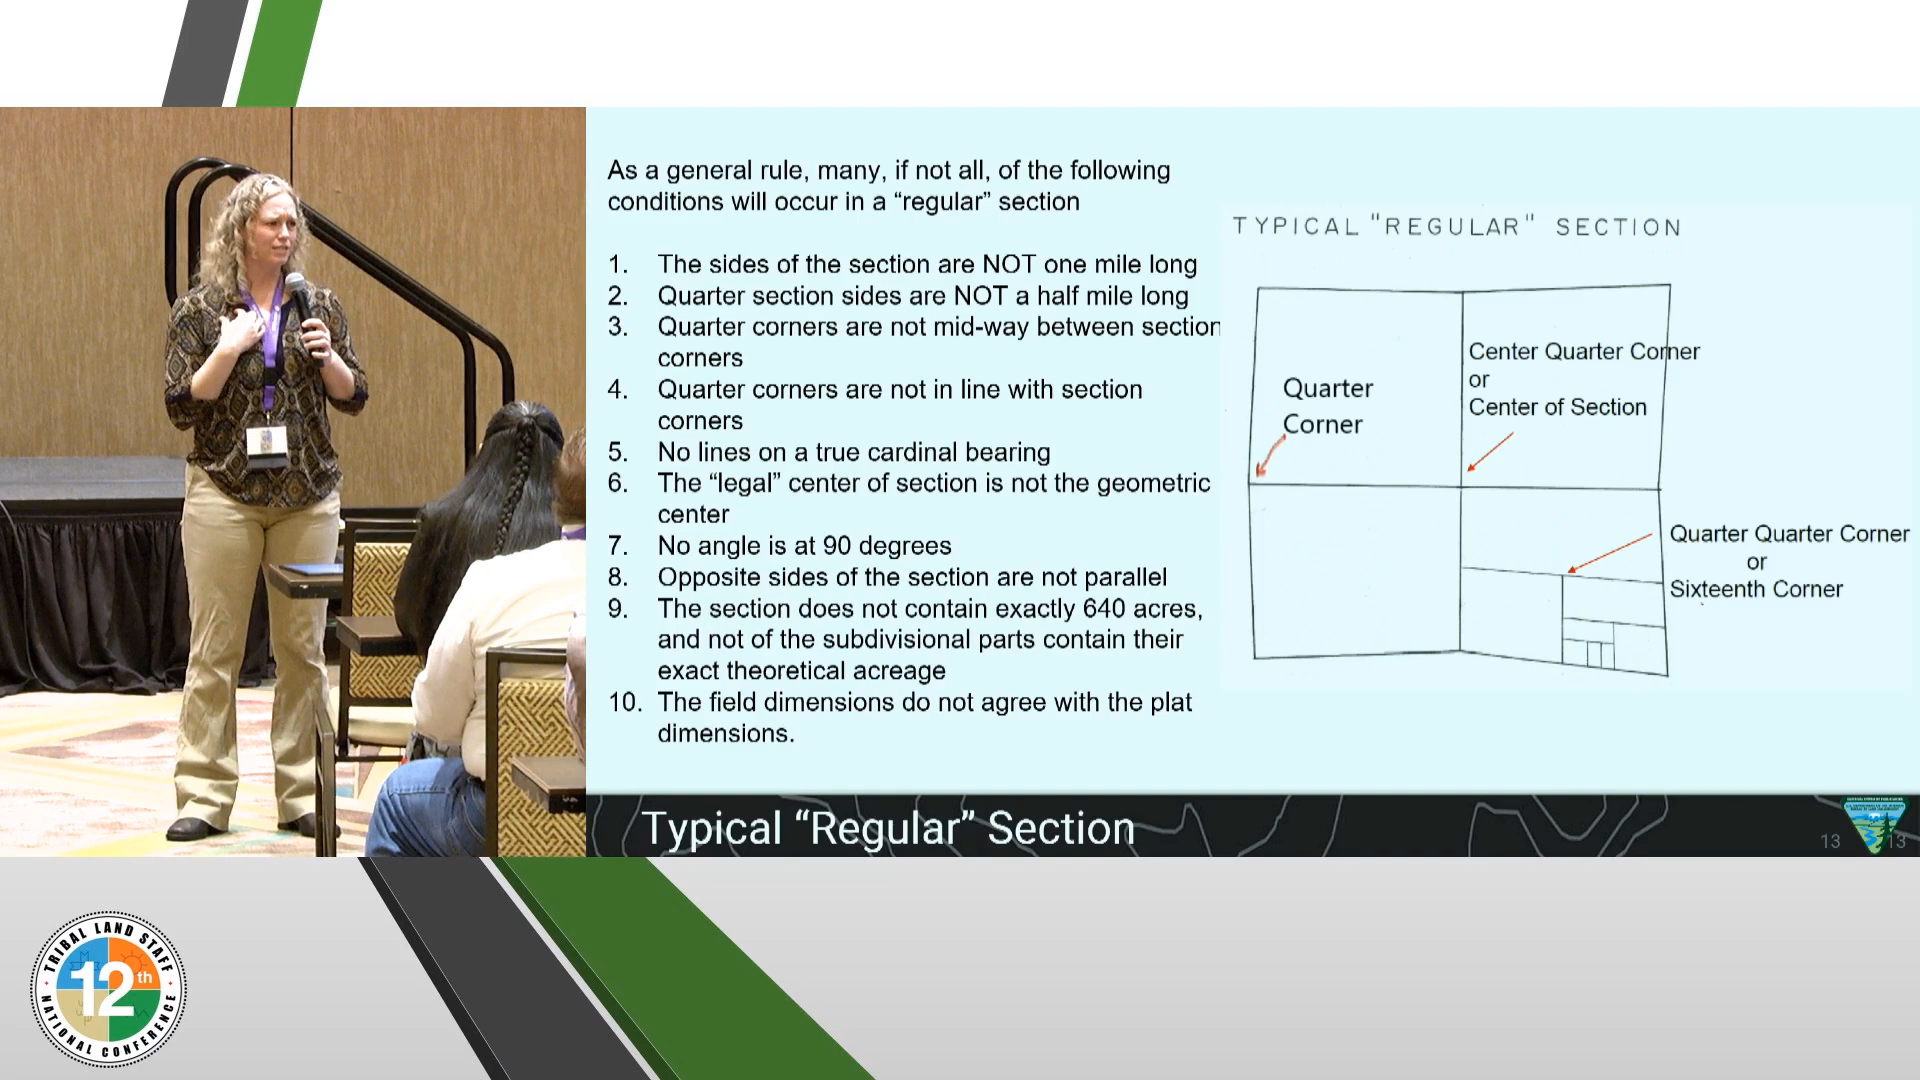 As a general rule, many, if not all, of the following
conditions will occur in a “regular” section
1. The sides of the section are NOT one mile long
2. Quarter section sides are NOT a half mile long
3. Quarter corners are not mid-way between section
corners
4. Quarter corners are not in line with section
corners
5. No lines on a true cardinal bearing
6. The “legal” center of section is not the geometric
center
7. No angle is at 90 degrees
8. Opposite sides of the section are not parallel
9. The section does not contain exactly 640 acres,
and not of the subdivisional parts contain their
exact theoretical acreage
10. The field dimensions do not agree with the plat
dimensions.
TYPICAL "REGULAR" SECTION
Quarter
Corner
Center Quarter Corner
or
Center of Section
Quarter Quarter Corner
or
Sixteenth Corner
Typical “Regular” Section
13
13
TRIBAL LAND STAFF
12th
NATIONAL CONFERENCE